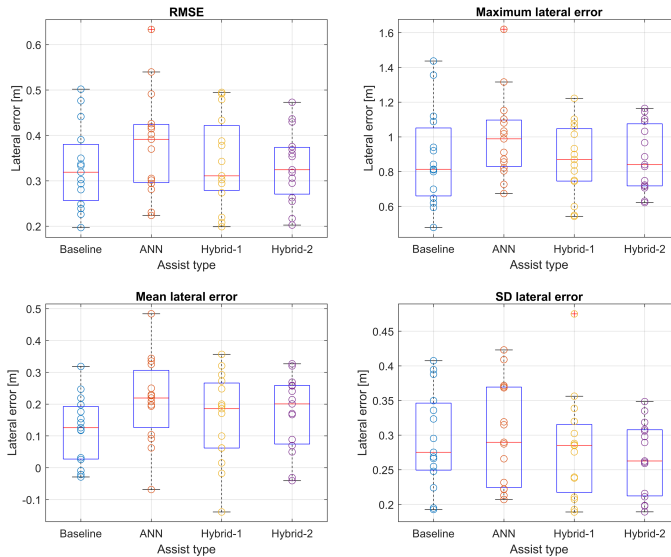 RMSE
Lateral error [m]
0.6
0.5
0.4
0.3
0.2
Baseline ANN Hybrid-1 Hybrid-2
Assist type
Maximum lateral error
Lateral error [m]
1.6
1.4
1.2
1
0.8
0.6
Baseline ANN Hybrid-1 Hybrid-2
Assist type
Mean lateral error
Lateral error [m]
0.5
0.4
0.3
0.2
0.1
0
-0.1
Baseline ANN Hybrid-1 Hybrid-2
Assist type
SD lateral error
Lateral error [m]
0.45
0.4
0.35
0.3
0.25
0.2
Baseline ANN Hybrid-1 Hybrid-2
Assist type